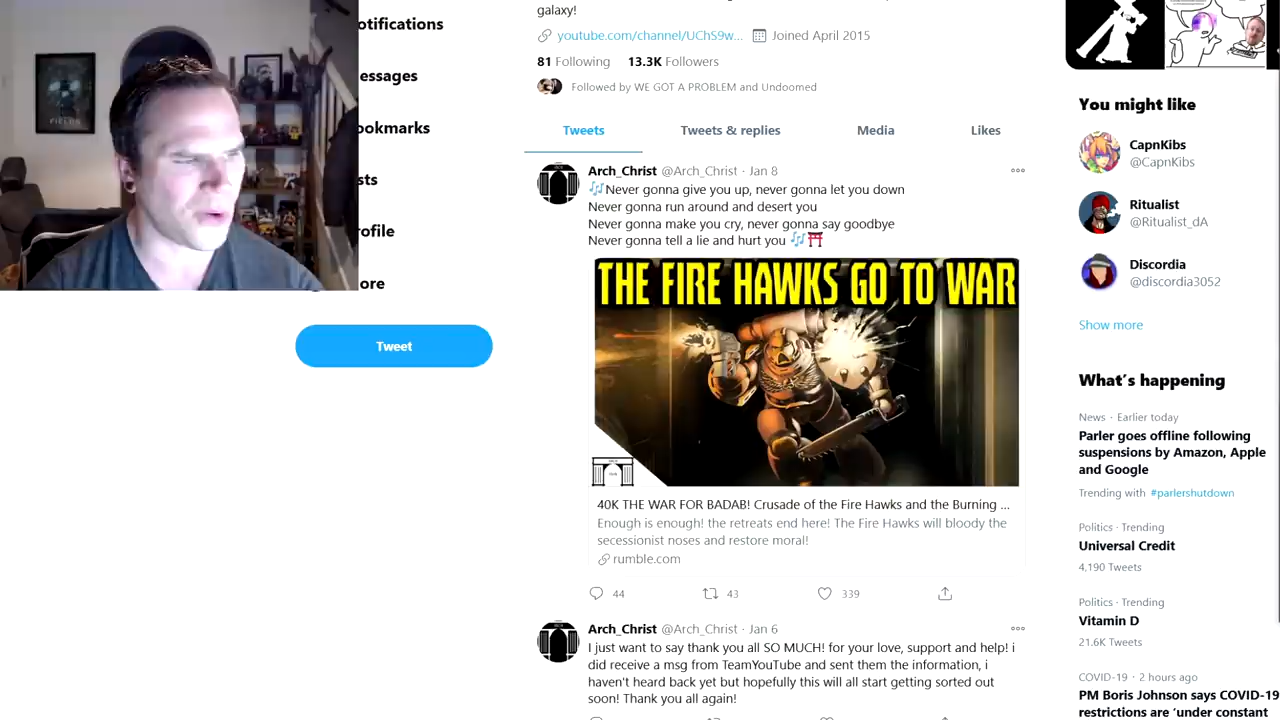 otifications
essages
ookmarks
sts
rofile
ore
Tweet
galaxy!
youtube.com/channel/UChS9w... Joined April 2015
81 Following 13.3K Followers
Followed by WE GOT A PROBLEM and Undoomed
Tweets Tweets & replies Media Likes
Arch_Christ @Arch_Christ · Jan 8
🎶Never gonna give you up, never gonna let you down
Never gonna run around and desert you
Never gonna make you cry, never gonna say goodbye
Never gonna tell a lie and hurt you 🎶⛩️
THE FIRE HAWKS GO TO WAR
40K THE WAR FOR BADAB! Crusade of the Fire Hawks and the Burning ...
Enough is enough! the retreats end here! The Fire Hawks will bloody the
secessionist noses and restore moral!
rumble.com
44 43 339
Arch_Christ @Arch_Christ · Jan 6
I just want to say thank you all SO MUCH! for your love, support and help! i
did receive a msg from TeamYouTube and sent them the information, i
haven't heard back yet but hopefully this will all start getting sorted out
soon! Thank you all again!
You might like
CapnKibs
@CapnKibs
Ritualist
@Ritualist_dA
Discordia
@discordia3052
Show more
What's happening
News · Earlier today
Parler goes offline following
suspensions by Amazon, Apple
and Google
Trending with #parlershutdown
Politics · Trending
Universal Credit
4,190 Tweets
Politics · Trending
Vitamin D
21.6K Tweets
COVID-19 · 2 hours ago
PM Boris Johnson says COVID-19
restrictions are 'under constant